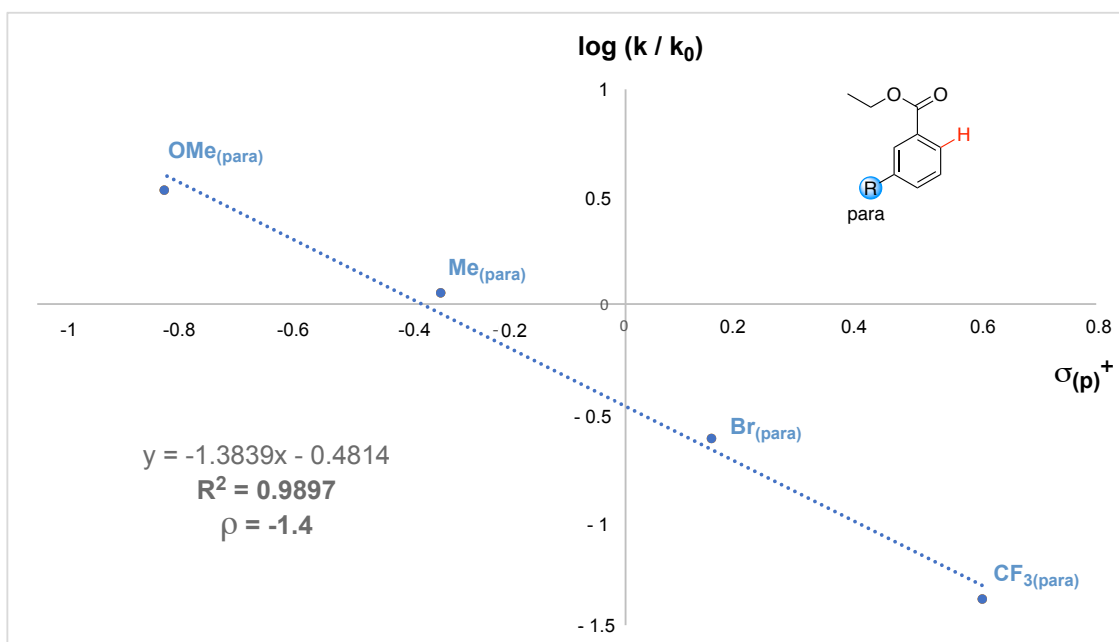 log (k / k₀)
1
O
O
H
R
para
OMe(para)
0.5
Me(para)
0
-1
-0.8
-0.6
-0.4
-0.2
0
0.2
0.4
0.6
0.8
σ(p)⁺
- 0.5
Br(para)
y = -1.3839x - 0.4814
R² = 0.9897
ρ = -1.4
- 1
CF₃(para)
- 1.5